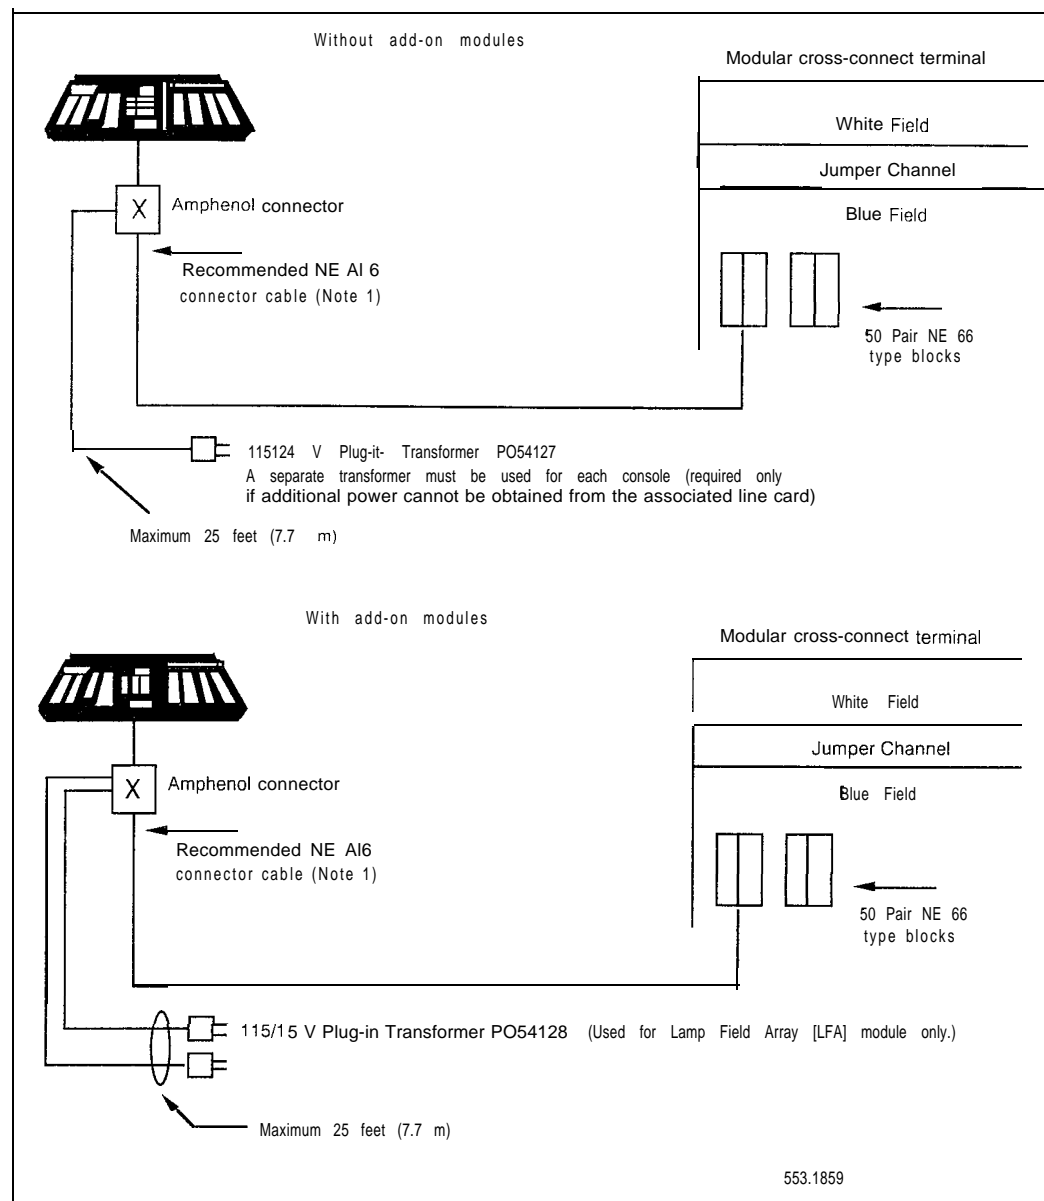 Without add-on modules
Modular cross-connect terminal
White Field
Jumper Channel
Blue Field
X
Amphenol connector
Recommended NE Al 6
connector cable (Note 1)
50 Pair NE 66
type blocks
115124 V Plug-it- Transformer PO54127
A separate transformer must be used for each console (required only
if additional power cannot be obtained from the associated line card)
Maximum 25 feet (7.7 m)
With add-on modules
Modular cross-connect terminal
White Field
Jumper Channel
Blue Field
X
Amphenol connector
Recommended NE Al6
connector cable (Note 1)
50 Pair NE 66
type blocks
115/15 V Plug-in Transformer PO54128 (Used for Lamp Field Array [LFA] module only.)
Maximum 25 feet (7.7 m)
553.1859